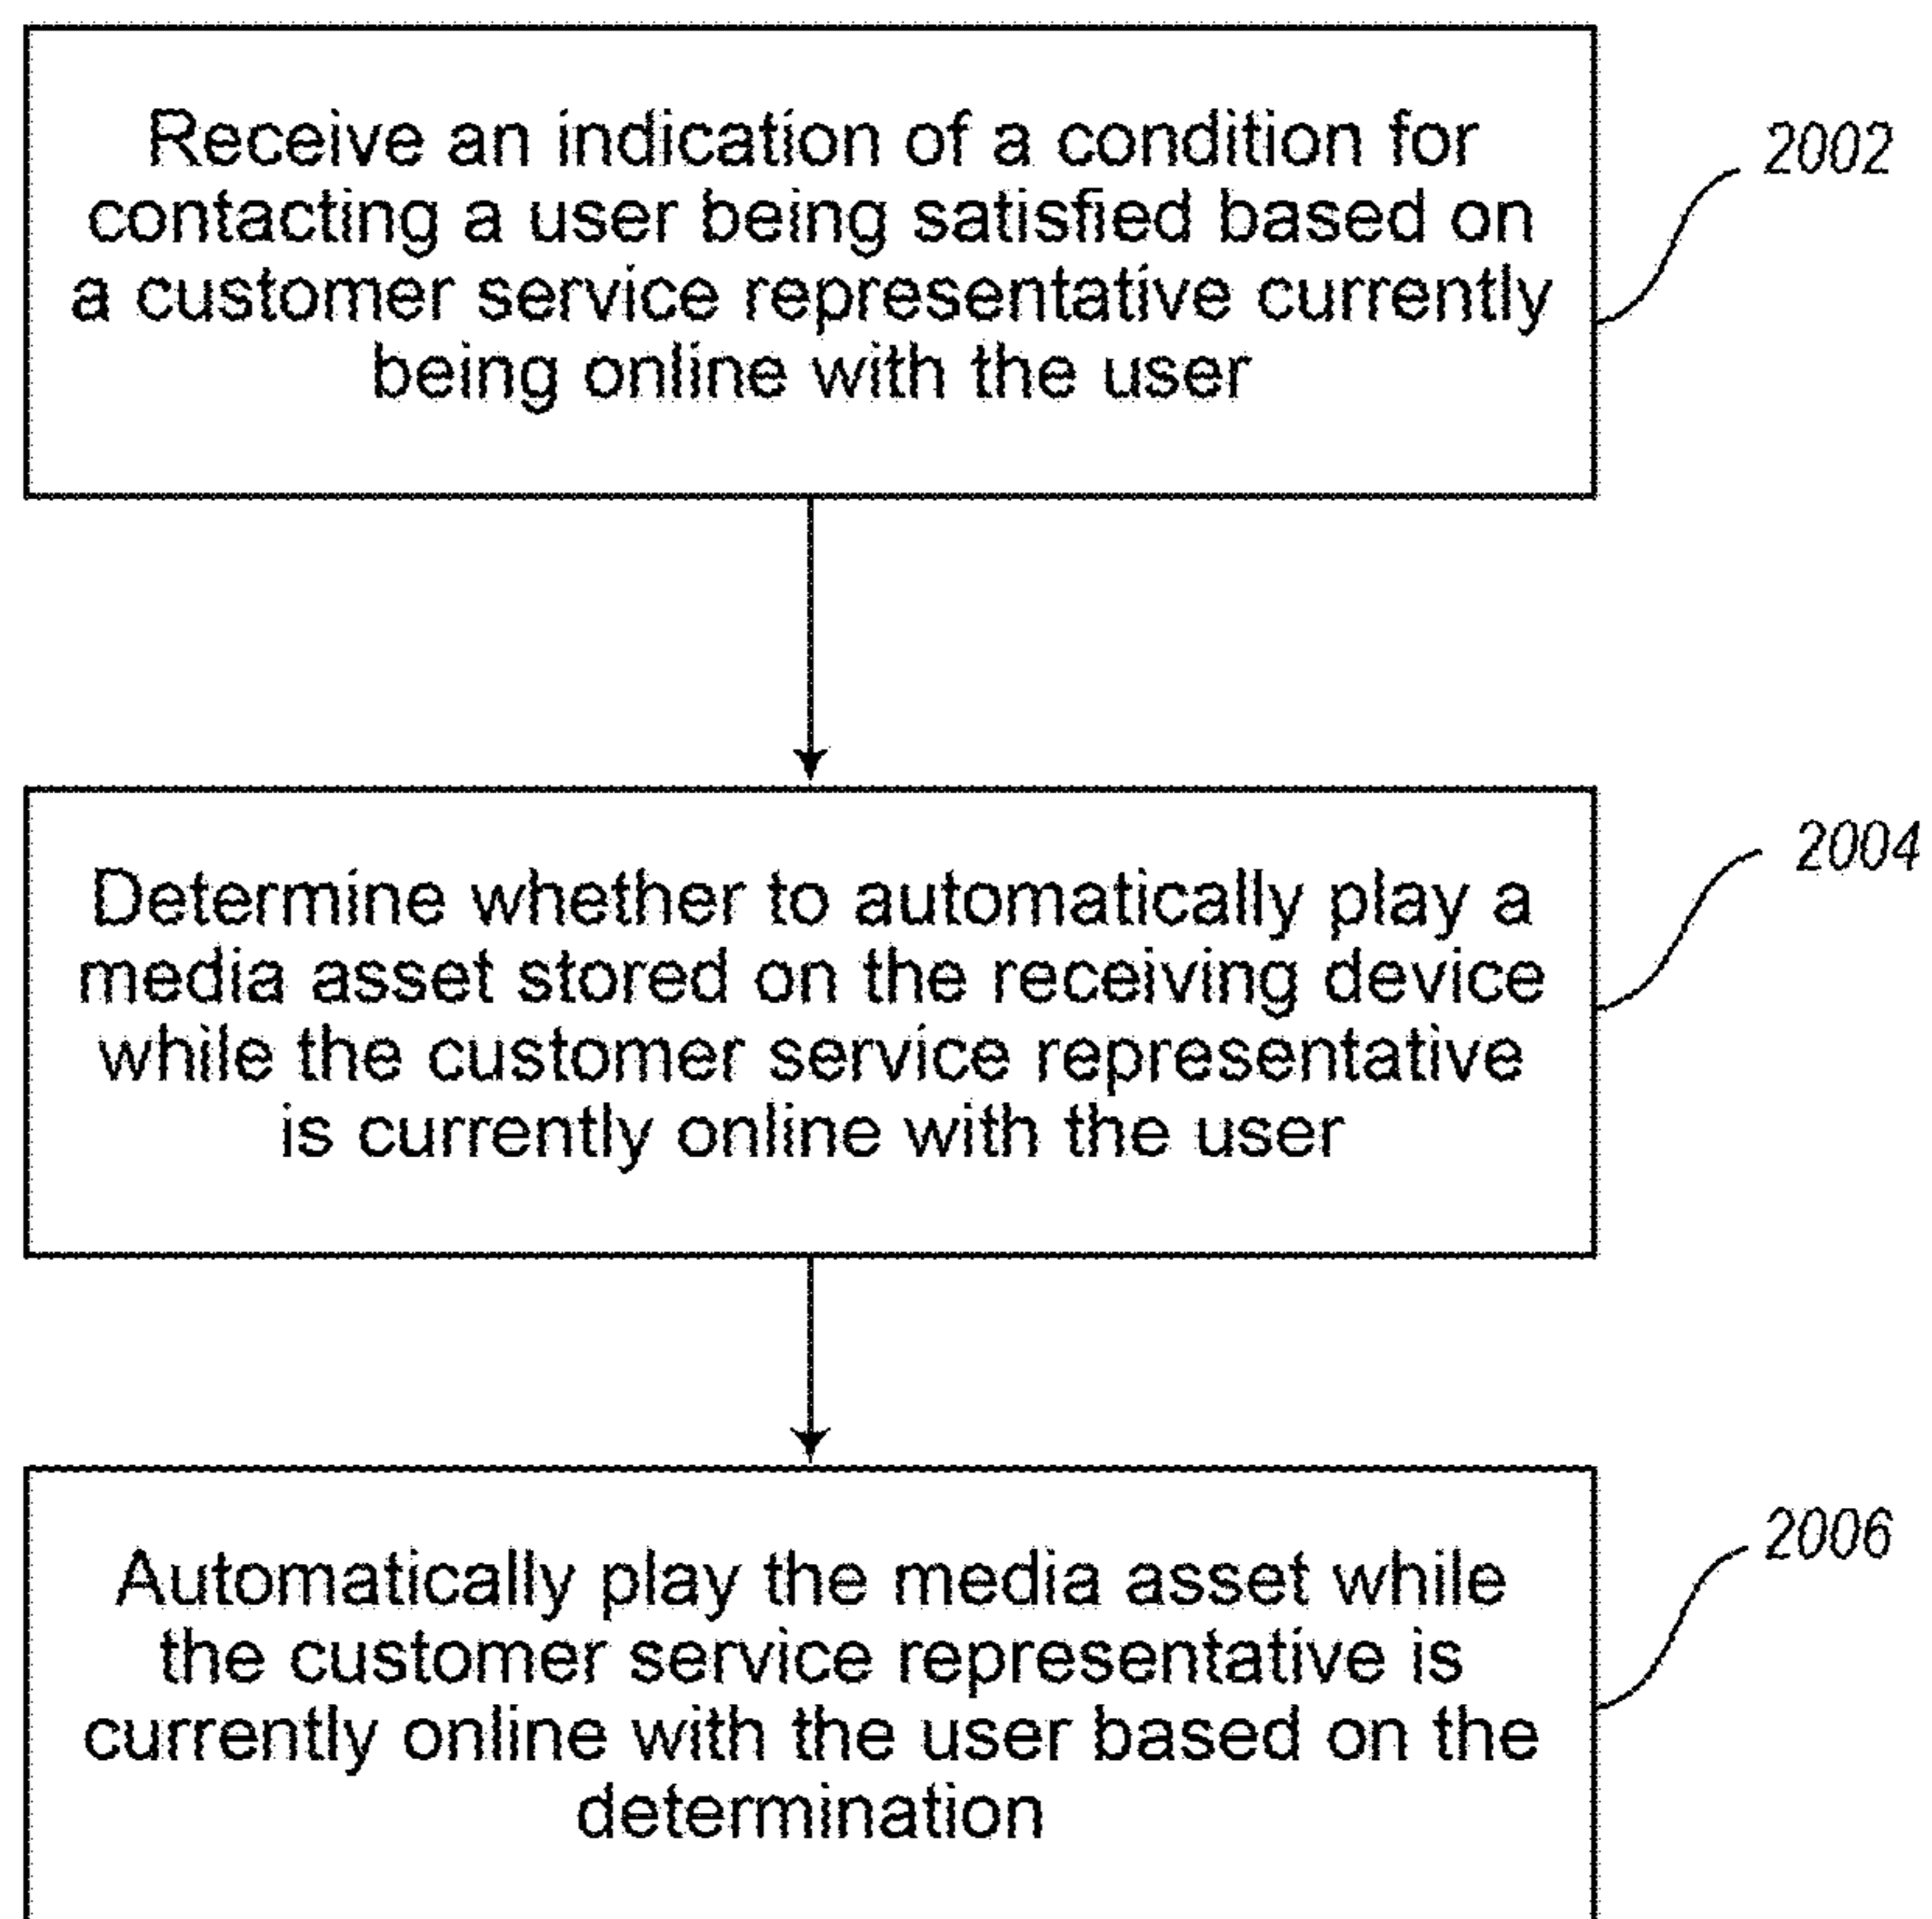 Receive an indication of a condition for
contacting a user being satisfied based on
a customer service representative currently
being online with the user
2002
Determine whether to automatically play a
media asset stored on the receiving device
while the customer service representative
is currently online with the user
2004
Automatically play the media asset while
the customer service representative is
currently online with the user based on the
determination
2006